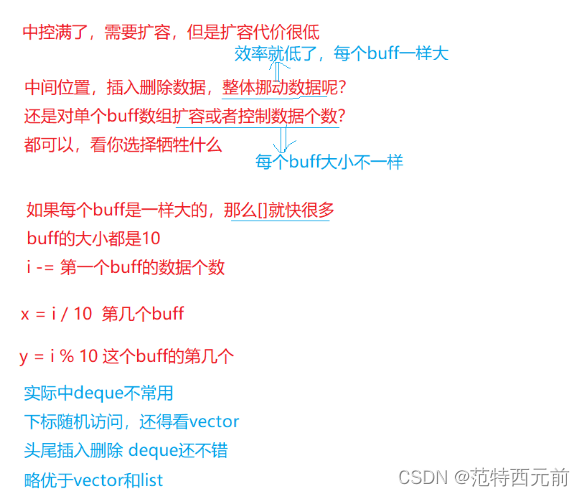 中控满了，需要扩容，但是扩容代价很低
效率就低了，每个buff一样大
中间位置，插入删除数据，整体挪动数据呢？
还是对单个buff数组扩容或者控制数据个数？
都可以，看你选择牺牲什么
每个buff大小不一样
如果每个buff是一样大的，那么[]就快很多
buff的大小都是10
i -= 第一个buff的数据个数
x = i / 10  第几个buff
y = i % 10 这个buff的第几个
实际中deque不常用
下标随机访问，还得看vector
头尾插入删除 deque还不错
略优于vector和list
CSDN @范特西元前